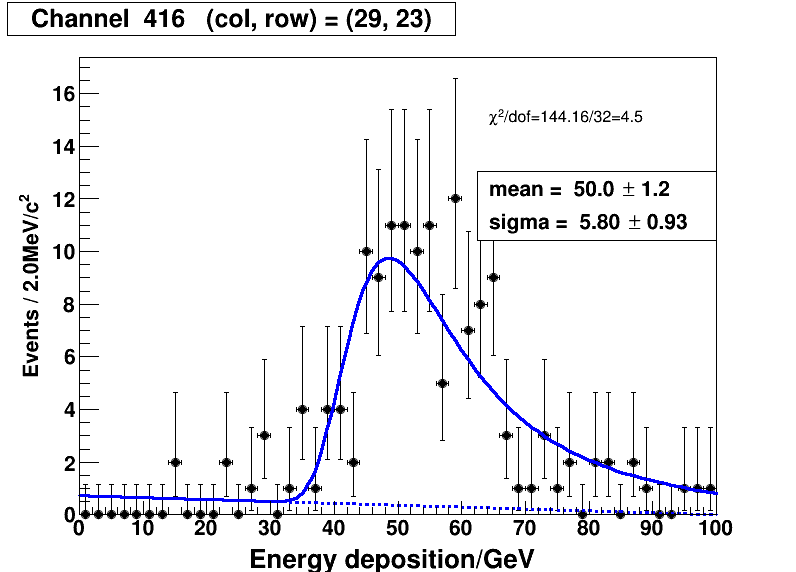 Channel 416 (col, row) = (29, 23)
χ²/dof=144.16/32=4.5
mean = 50.0 ± 1.2
sigma = 5.80 ± 0.93
Events / 2.0MeV/c²
16
14
12
10
8
6
4
2
0
0 10 20 30 40 50 60 70 80 90 100
Energy deposition/GeV